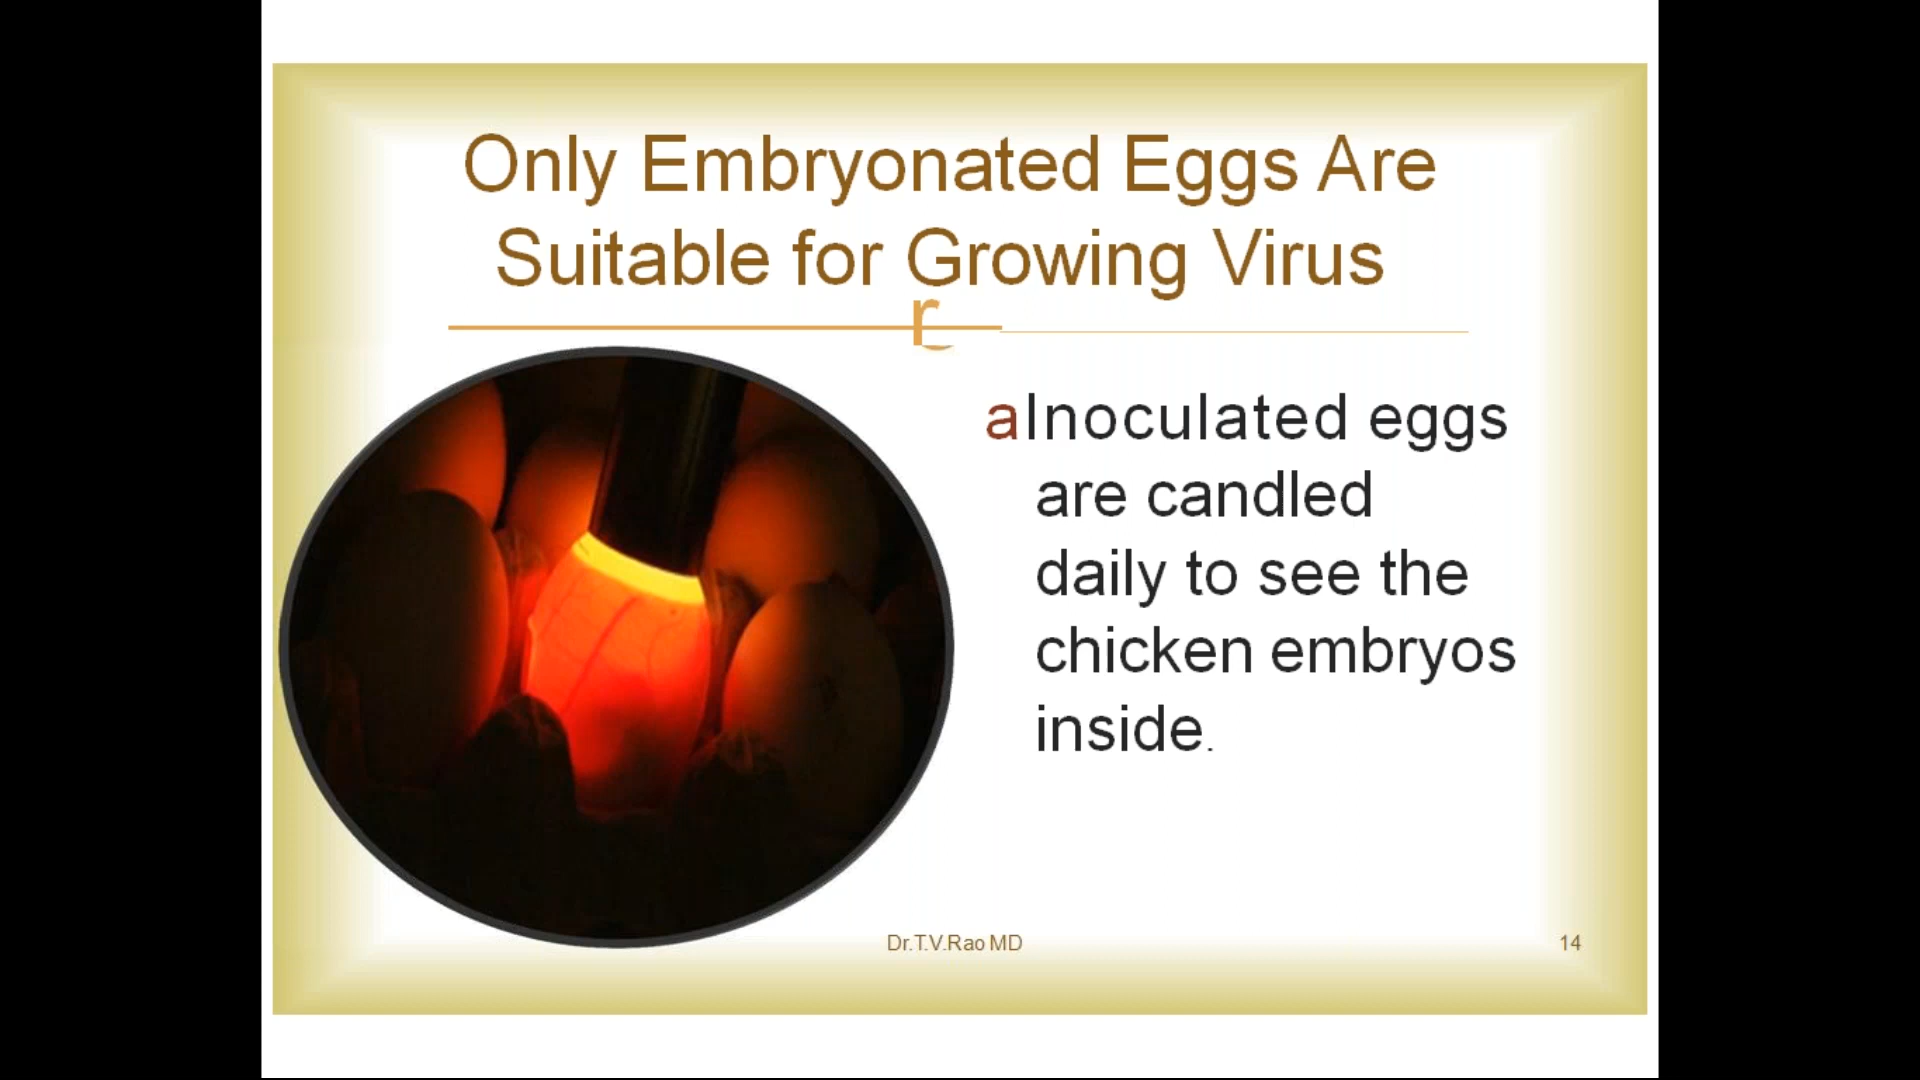 Only Embryonated Eggs Are
Suitable for Growing Virus
r
aInoculated eggs
are candled
daily to see the
chicken embryos
inside.
Dr.T.V.Rao MD
14